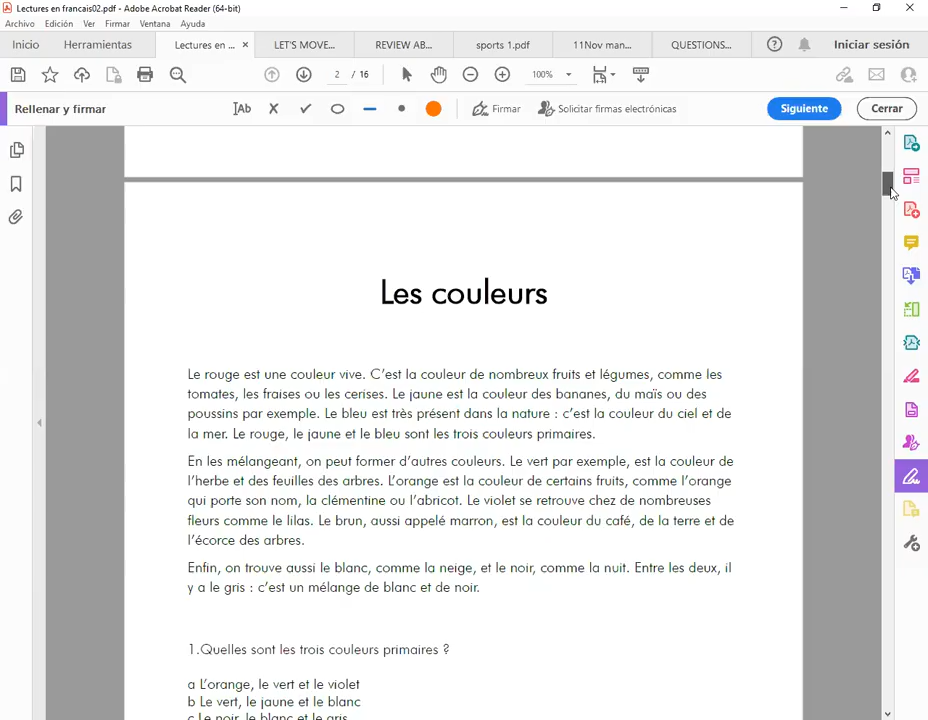 Lectures en francais02.pdf - Adobe Acrobat Reader (64-bit)
Archivo Edición Ver Firmar Ventana Ayuda
Inicio Herramientas Lectures en ... × LET'S MOVE... REVIEW AB... sports 1.pdf 11Nov man... QUESTIONS... Iniciar sesión
2 / 16 100%
Rellenar y firmar Ab Firmar Solicitar firmas electrónicas Siguiente Cerrar
Les couleurs
Le rouge est une couleur vive. C'est la couleur de nombreux fruits et légumes, comme les
tomates, les fraises ou les cerises. Le jaune est la couleur des bananes, du maïs ou des
poussins par exemple. Le bleu est très présent dans la nature : c'est la couleur du ciel et de
la mer. Le rouge, le jaune et le bleu sont les trois couleurs primaires.
En les mélangeant, on peut former d'autres couleurs. Le vert par exemple, est la couleur de
l'herbe et des feuilles des arbres. L'orange est la couleur de certains fruits, comme l'orange
qui porte son nom, la clémentine ou l'abricot. Le violet se retrouve chez de nombreuses
fleurs comme le lilas. Le brun, aussi appelé marron, est la couleur du café, de la terre et de
l'écorce des arbres.
Enfin, on trouve aussi le blanc, comme la neige, et le noir, comme la nuit. Entre les deux, il
y a le gris : c'est un mélange de blanc et de noir.
1.Quelles sont les trois couleurs primaires ?
a L'orange, le vert et le violet
b Le vert, le jaune et le blanc
c Le noir, le blanc et le gris